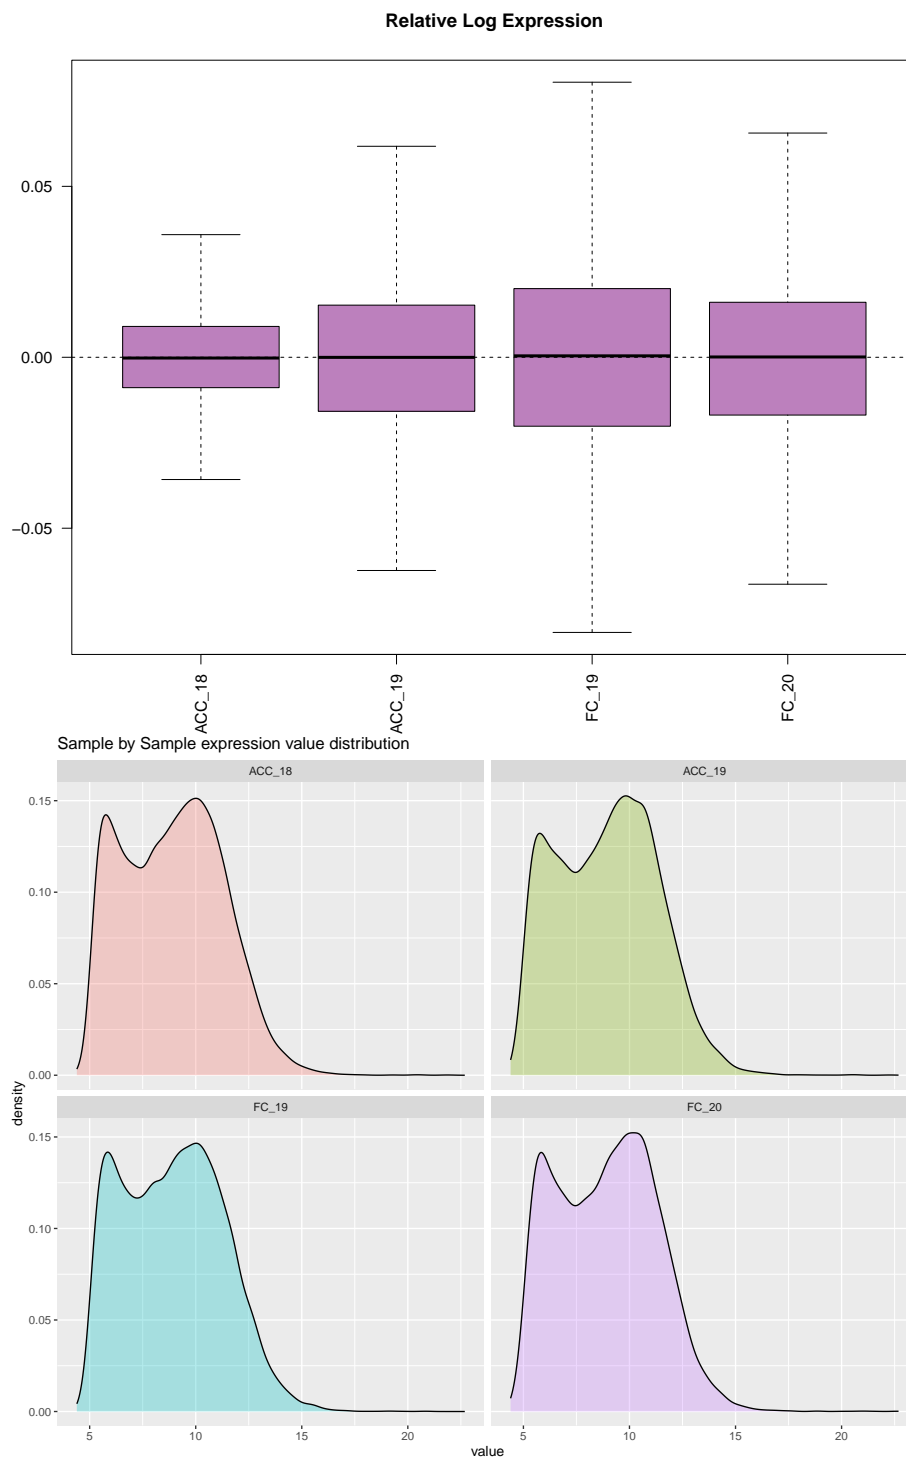 Relative Log Expression
0.05
0.00
−0.05
ACC_18
ACC_19
FC_19
FC_20
Sample by Sample expression value distribution
ACC_18
ACC_19
0.15
0.10
0.05
0.00
density
FC_19
FC_20
0.15
0.10
0.05
0.00
5
10
15
20
5
10
15
20
value